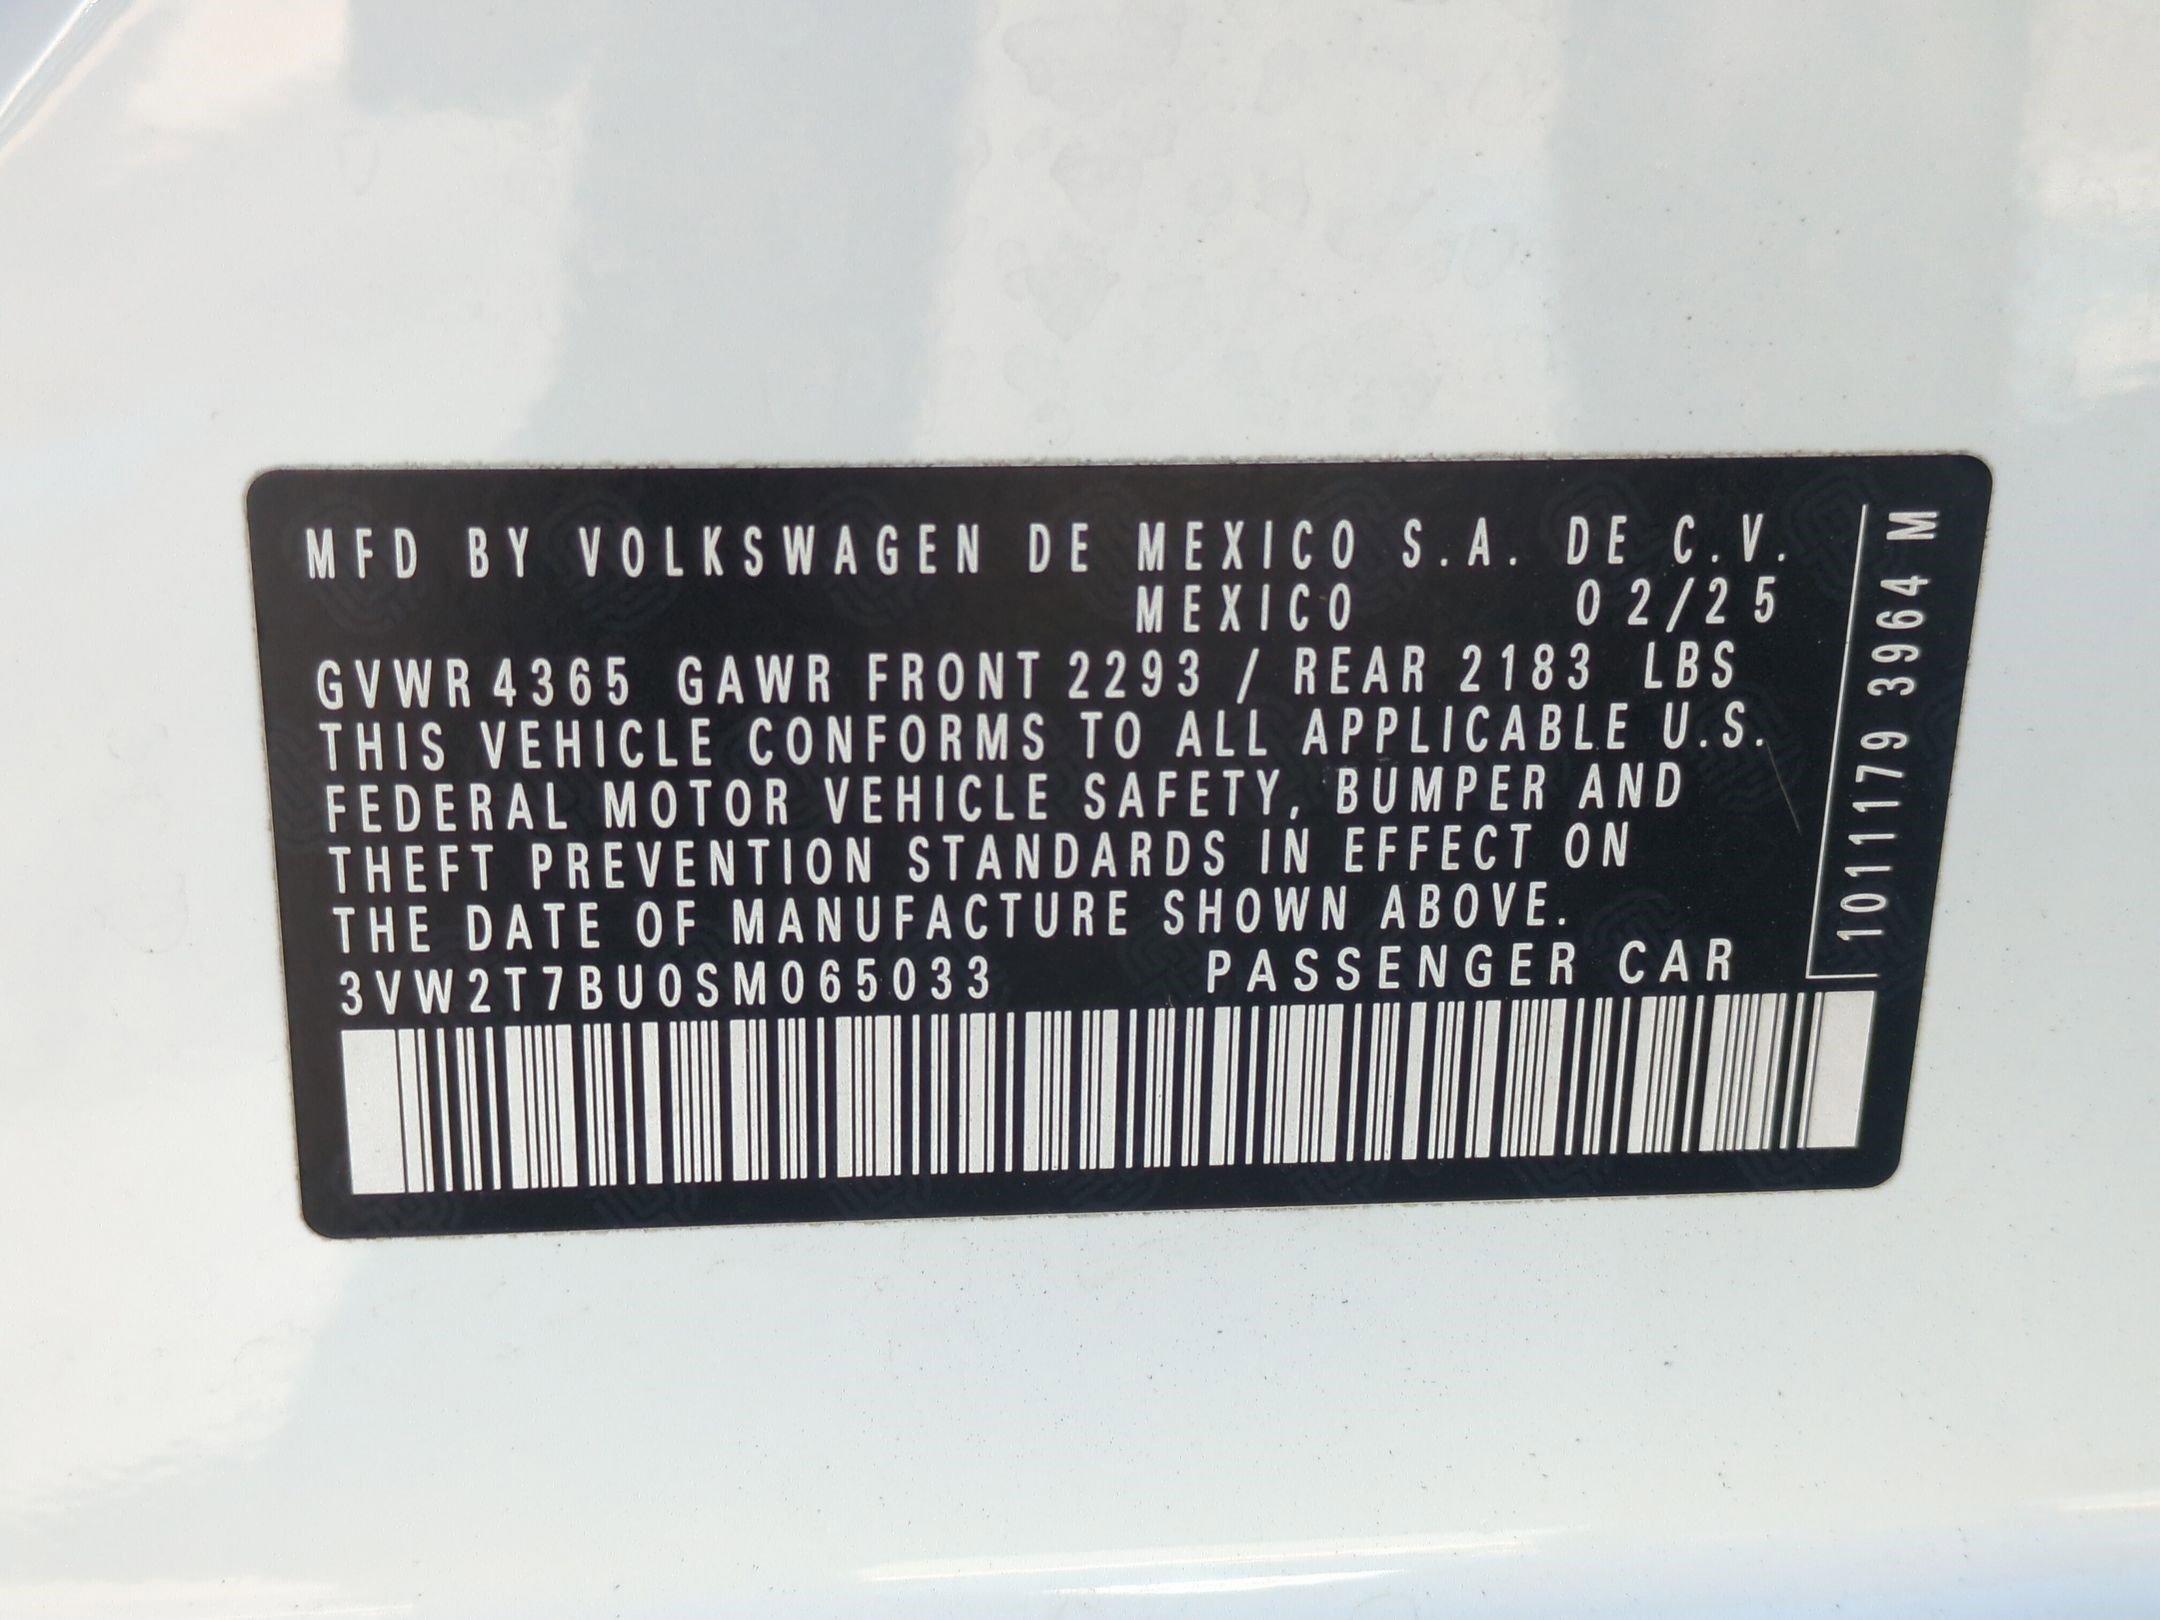 MFD BY VOLKSWAGEN DE MEXICO S.A. DE C.V.
MEXICO 02/25
GVWR 4365 GAWR FRONT 2293 / REAR 2183 LBS
THIS VEHICLE CONFORMS TO ALL APPLICABLE U.S.
FEDERAL MOTOR VEHICLE SAFETY, BUMPER AND
THEFT PREVENTION STANDARDS IN EFFECT ON
THE DATE OF MANUFACTURE SHOWN ABOVE.
3VW2T7BU0SM065033 PASSENGER CAR
1011179 3964 M